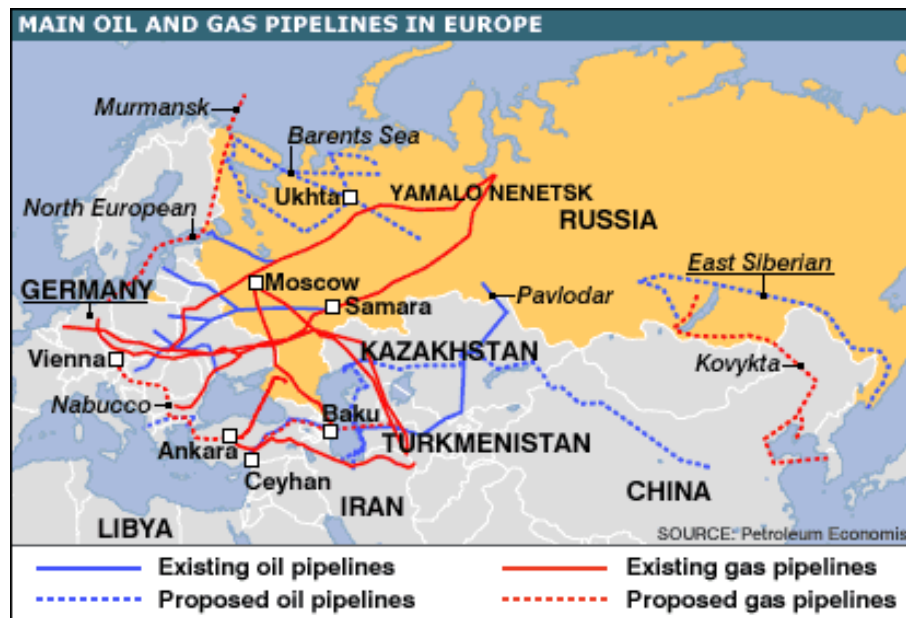 MAIN OIL AND GAS PIPELINES IN EUROPE
Murmansk
Barents Sea
Ukhta
YAMALO NENETSK
North European
RUSSIA
Moscow
East Siberian
GERMANY
Samara
Pavlodar
Vienna
KAZAKHSTAN
Kovykta
Nabucco
Baku
Ankara
TURKMENISTAN
Ceyhan
IRAN
CHINA
LIBYA
SOURCE: Petroleum Economis
Existing oil pipelines
Existing gas pipelines
Proposed oil pipelines
Proposed gas pipelines